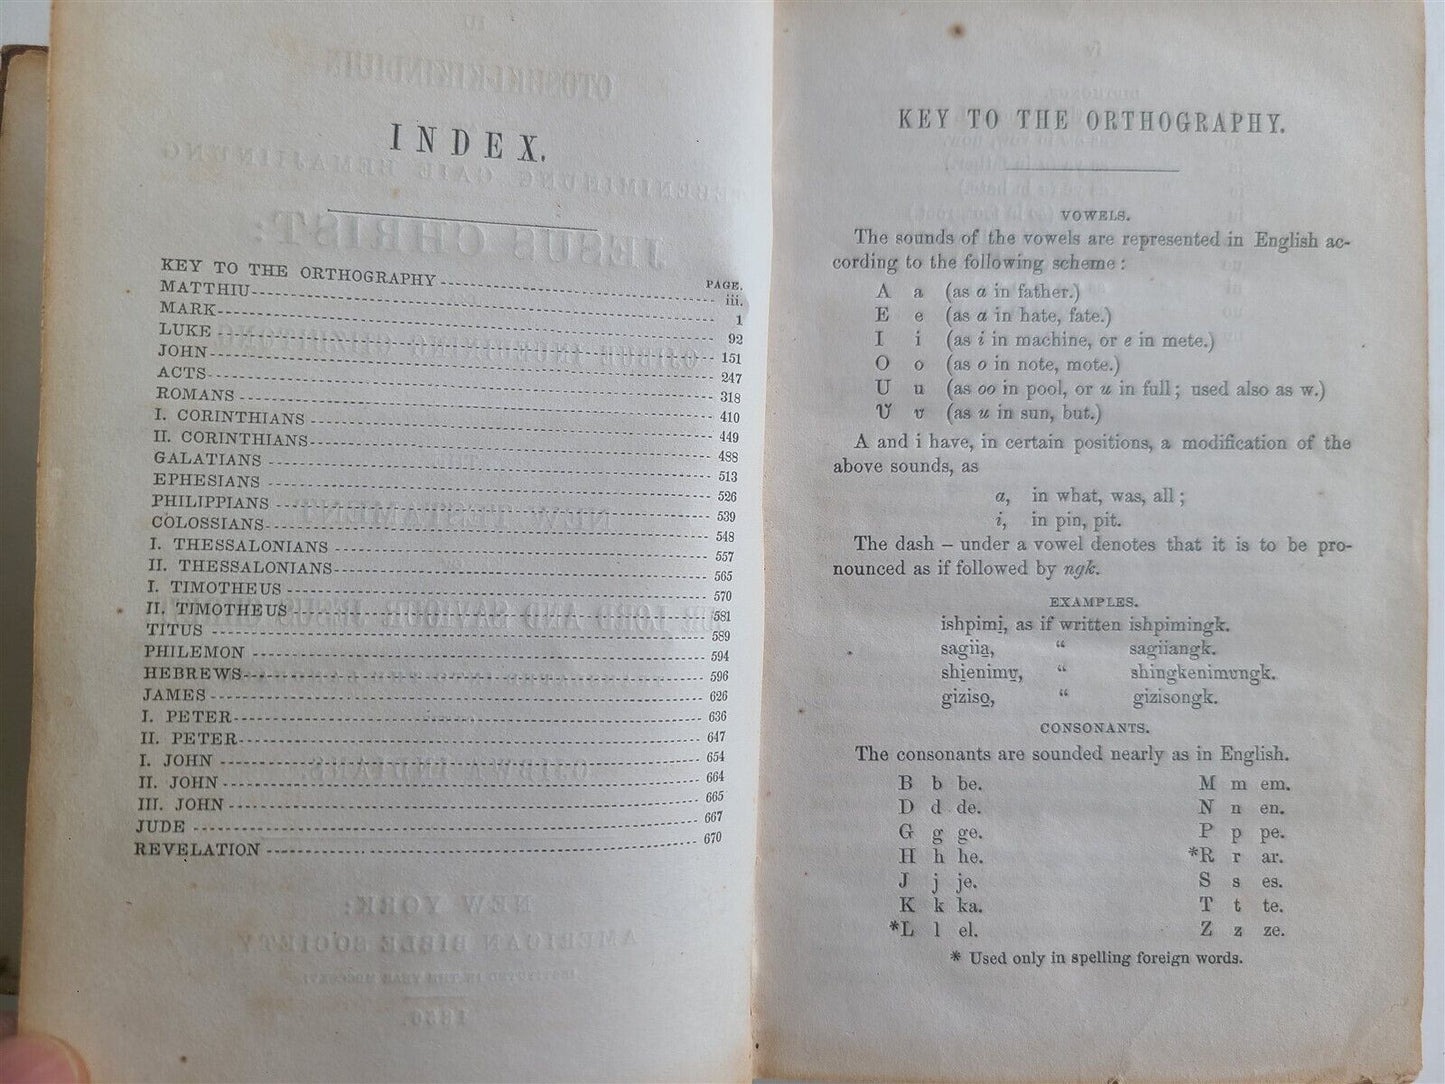 INDEX.
PAGE.
KEY TO THE ORTHOGRAPHY iii.
MATTHIU 1
MARK 92
LUKE 151
JOHN 247
ACTS 318
ROMANS 410
I. CORINTHIANS 449
II. CORINTHIANS 488
GALATIANS 513
EPHESIANS 526
PHILIPPIANS 539
COLOSSIANS 548
I. THESSALONIANS 557
II. THESSALONIANS 565
I. TIMOTHEUS 570
II. TIMOTHEUS 581
TITUS 589
PHILEMON 594
HEBREWS 596
JAMES 626
I. PETER 636
II. PETER 647
I. JOHN 654
II. JOHN 664
III. JOHN 665
JUDE 667
REVELATION 670
KEY TO THE ORTHOGRAPHY.
VOWELS.
The sounds of the vowels are represented in English ac-
cording to the following scheme:
A a (as a in father.)
E e (as a in hate, fate.)
I i (as i in machine, or e in mete.)
O o (as o in note, mote.)
U u (as oo in pool, or u in full; used also as w.)
Ʋ ʋ (as u in sun, but.)
A and i have, in certain positions, a modification of the
above sounds, as
a, in what, was, all;
i, in pin, pit.
The dash – under a vowel denotes that it is to be pro-
nounced as if followed by ngk.
EXAMPLES.
ishpimi̱, as if written ishpimingk.
sagiia̱, “ sagiiangk.
shi̱enimʋ̱, “ shingkenimʋngk.
giziso̱, “ gizisongk.
CONSONANTS.
The consonants are sounded nearly as in English.
B b be. M m em.
D d de. N n en.
G g ge. P p pe.
H h he. *R r ar.
J j je. S s es.
K k ka. T t te.
*L l el. Z z ze.
* Used only in spelling foreign words.